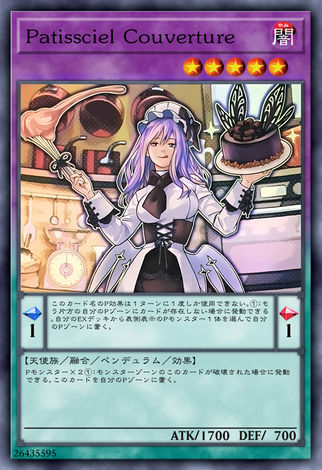 Patissciel Couverture
やみ
闇
このカード名のP効果は1ターンに1度しか使用できない。①:も
う片方の自分のPゾーンにカードが存在しない場合に発動できる
。自分のEXデッキから表側表示のPモンスター1体を選んで自分
のPゾーンに置く。
1 1
【天使族/融合/ペンデュラム/効果】
Pモンスター×2①:モンスターゾーンのこのカードが破壊された場合に発動
できる。このカードを自分のPゾーンに置く。
ATK/1700 DEF/ 700
26435595